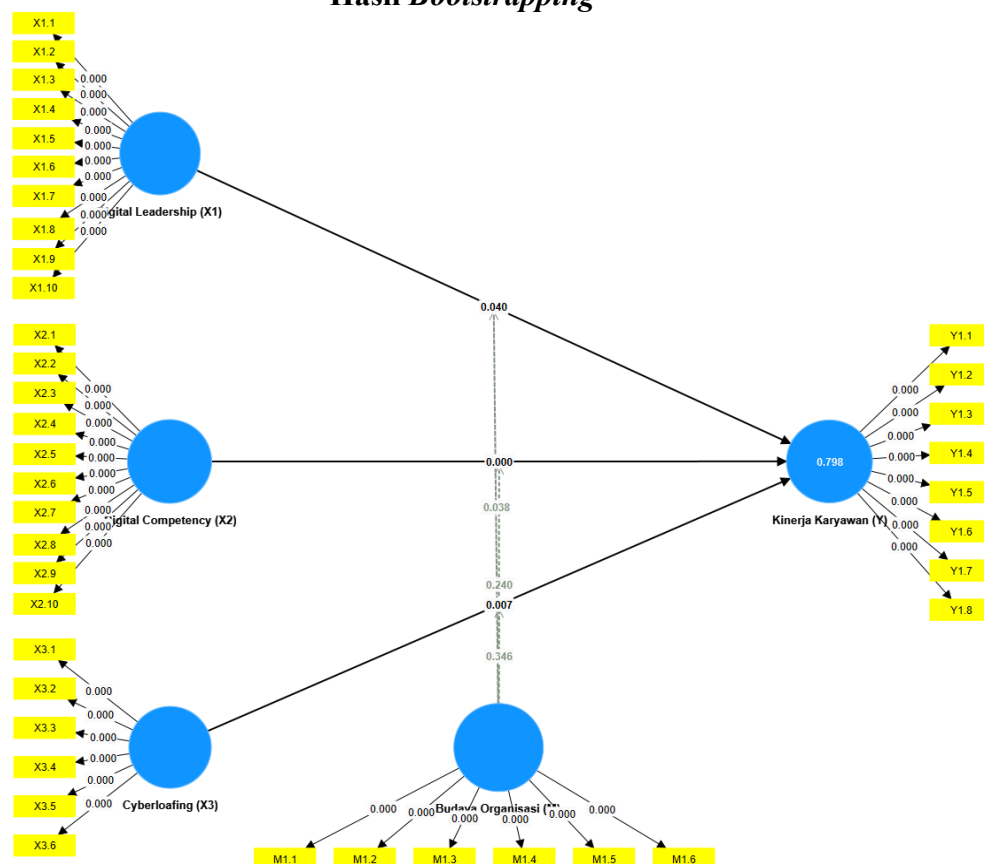 Hasil Bootstrapping
X1.1
X1.2
X1.3
X1.4
X1.5
X1.6
X1.7
X1.8
X1.9
X1.10
0.000
0.000
0.000
0.000
0.000
0.000
0.000
0.000
0.000
0.000
igital Leadership (X1)
0.040
X2.1
X2.2
X2.3
X2.4
X2.5
X2.6
X2.7
X2.8
X2.9
X2.10
0.000
0.000
0.000
0.000
0.000
0.000
0.000
0.000
0.000
0.000
Digital Competency (X2)
0.000
0.038
0.240
0.007
0.346
Y1.1
Y1.2
Y1.3
Y1.4
Y1.5
Y1.6
Y1.7
Y1.8
0.000
0.000
0.000
0.000
0.000
0.000
0.000
0.000
0.798
Kinerja Karyawan (Y)
X3.1
X3.2
X3.3
X3.4
X3.5
X3.6
0.000
0.000
0.000
0.000
0.000
0.000
Cyberloafing (X3)
Budaya Organisasi (M)
0.000
0.000
0.000
0.000
0.000
0.000
M1.1
M1.2
M1.3
M1.4
M1.5
M1.6